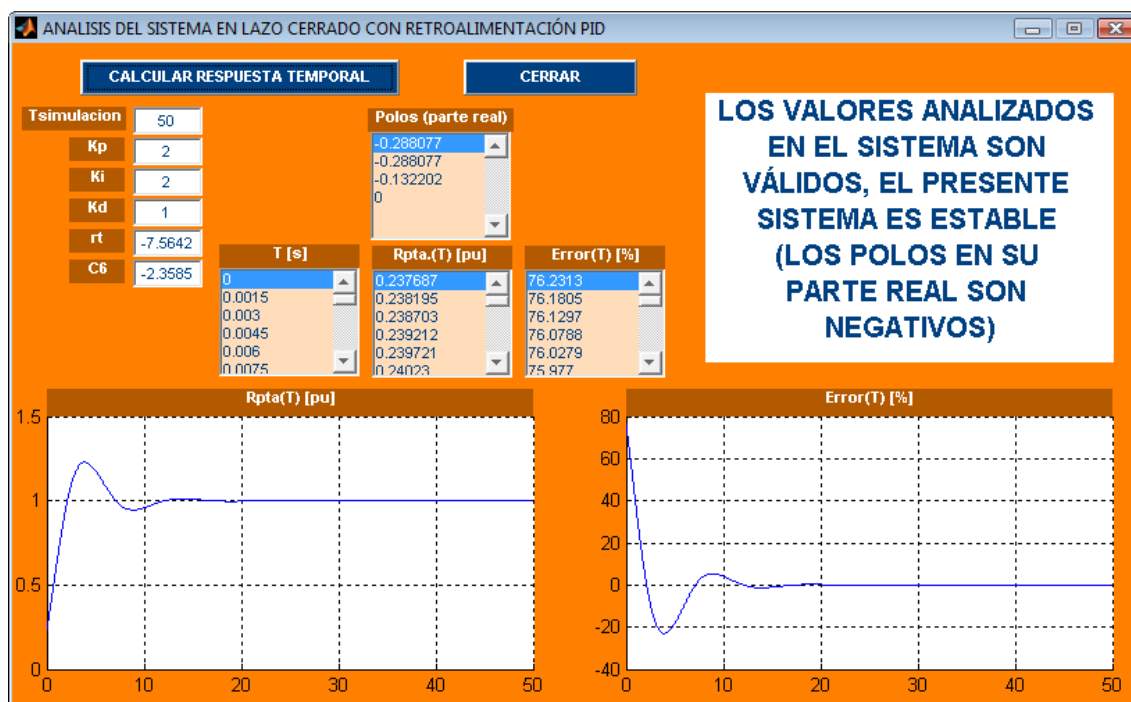 ANALISIS DEL SISTEMA EN LAZO CERRADO CON RETROALIMENTACIÓN PID
CALCULAR RESPUESTA TEMPORAL
CERRAR
Tsimulacion 50
Kp 2
Ki 2
Kd 1
rt -7.5642
C6 -2.3585
Polos (parte real)
-0.288077
-0.288077
-0.132202
0
LOS VALORES ANALIZADOS
EN EL SISTEMA SON
VÁLIDOS, EL PRESENTE
SISTEMA ES ESTABLE
(LOS POLOS EN SU
PARTE REAL SON
NEGATIVOS)
T [s]
0
0.0015
0.003
0.0045
0.006
0.0075
Rpta.(T) [pu]
0.237687
0.238195
0.238703
0.239212
0.239721
0.24023
Error(T) [%]
76.2313
76.1805
76.1297
76.0788
76.0279
75.977
Rpta(T) [pu]
1.5
1
0.5
0
0 10 20 30 40 50
Error(T) [%]
80
60
40
20
0
-20
-40
0 10 20 30 40 50